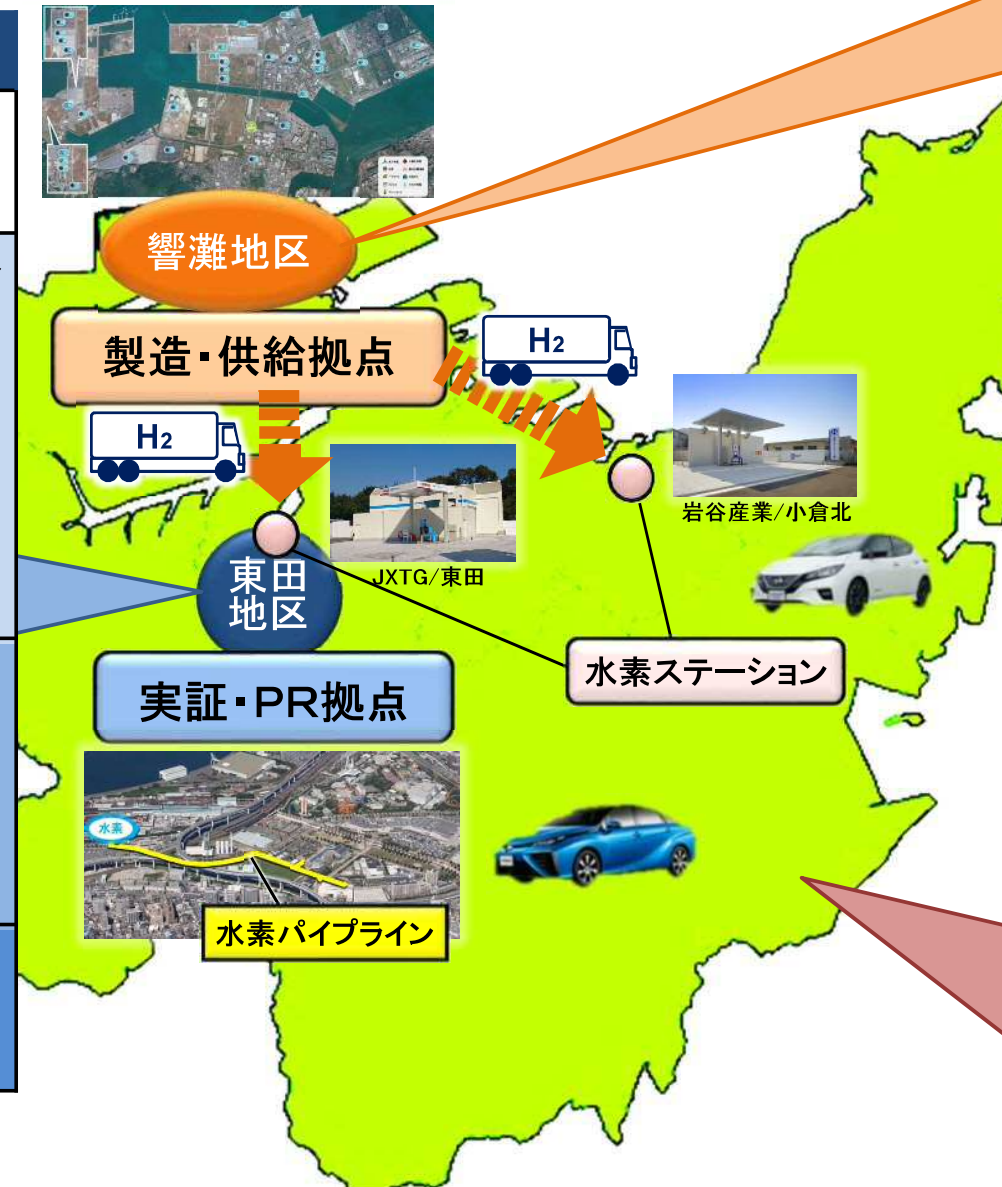 響灘地区
製造・供給拠点
H2
H2
岩谷産業/小倉北
JXTG/東田
東田
地区
水素ステーション
実証・PR拠点
水素
水素パイプライン